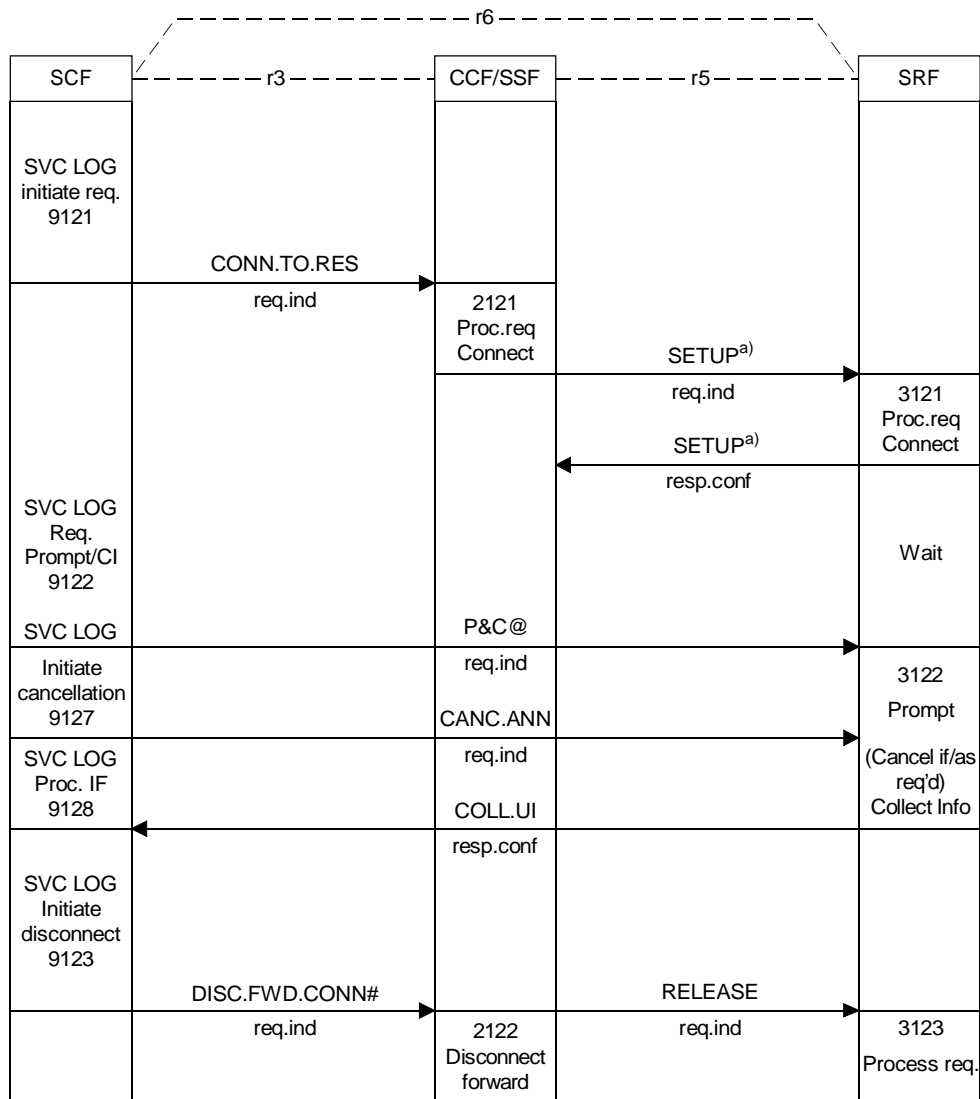 r6
SCF
r3
CCF/SSF
r5
SRF
SVC LOG
initiate req.
9121
CONN.TO.RES
req.ind
2121
Proc.req
Connect
SETUPa)
req.ind
3121
Proc.req
Connect
SETUPa)
resp.conf
SVC LOG
Req.
Prompt/CI
9122
Wait
SVC LOG
P&C@
req.ind
Initiate
cancellation
9127
3122
Prompt
CANC.ANN
req.ind
SVC LOG
Proc. IF
9128
(Cancel if/as
req'd)
Collect Info
COLL.UI
resp.conf
SVC LOG
Initiate
disconnect
9123
DISC.FWD.CONN#
req.ind
RELEASE
req.ind
2122
Disconnect
forward
3123
Process req.